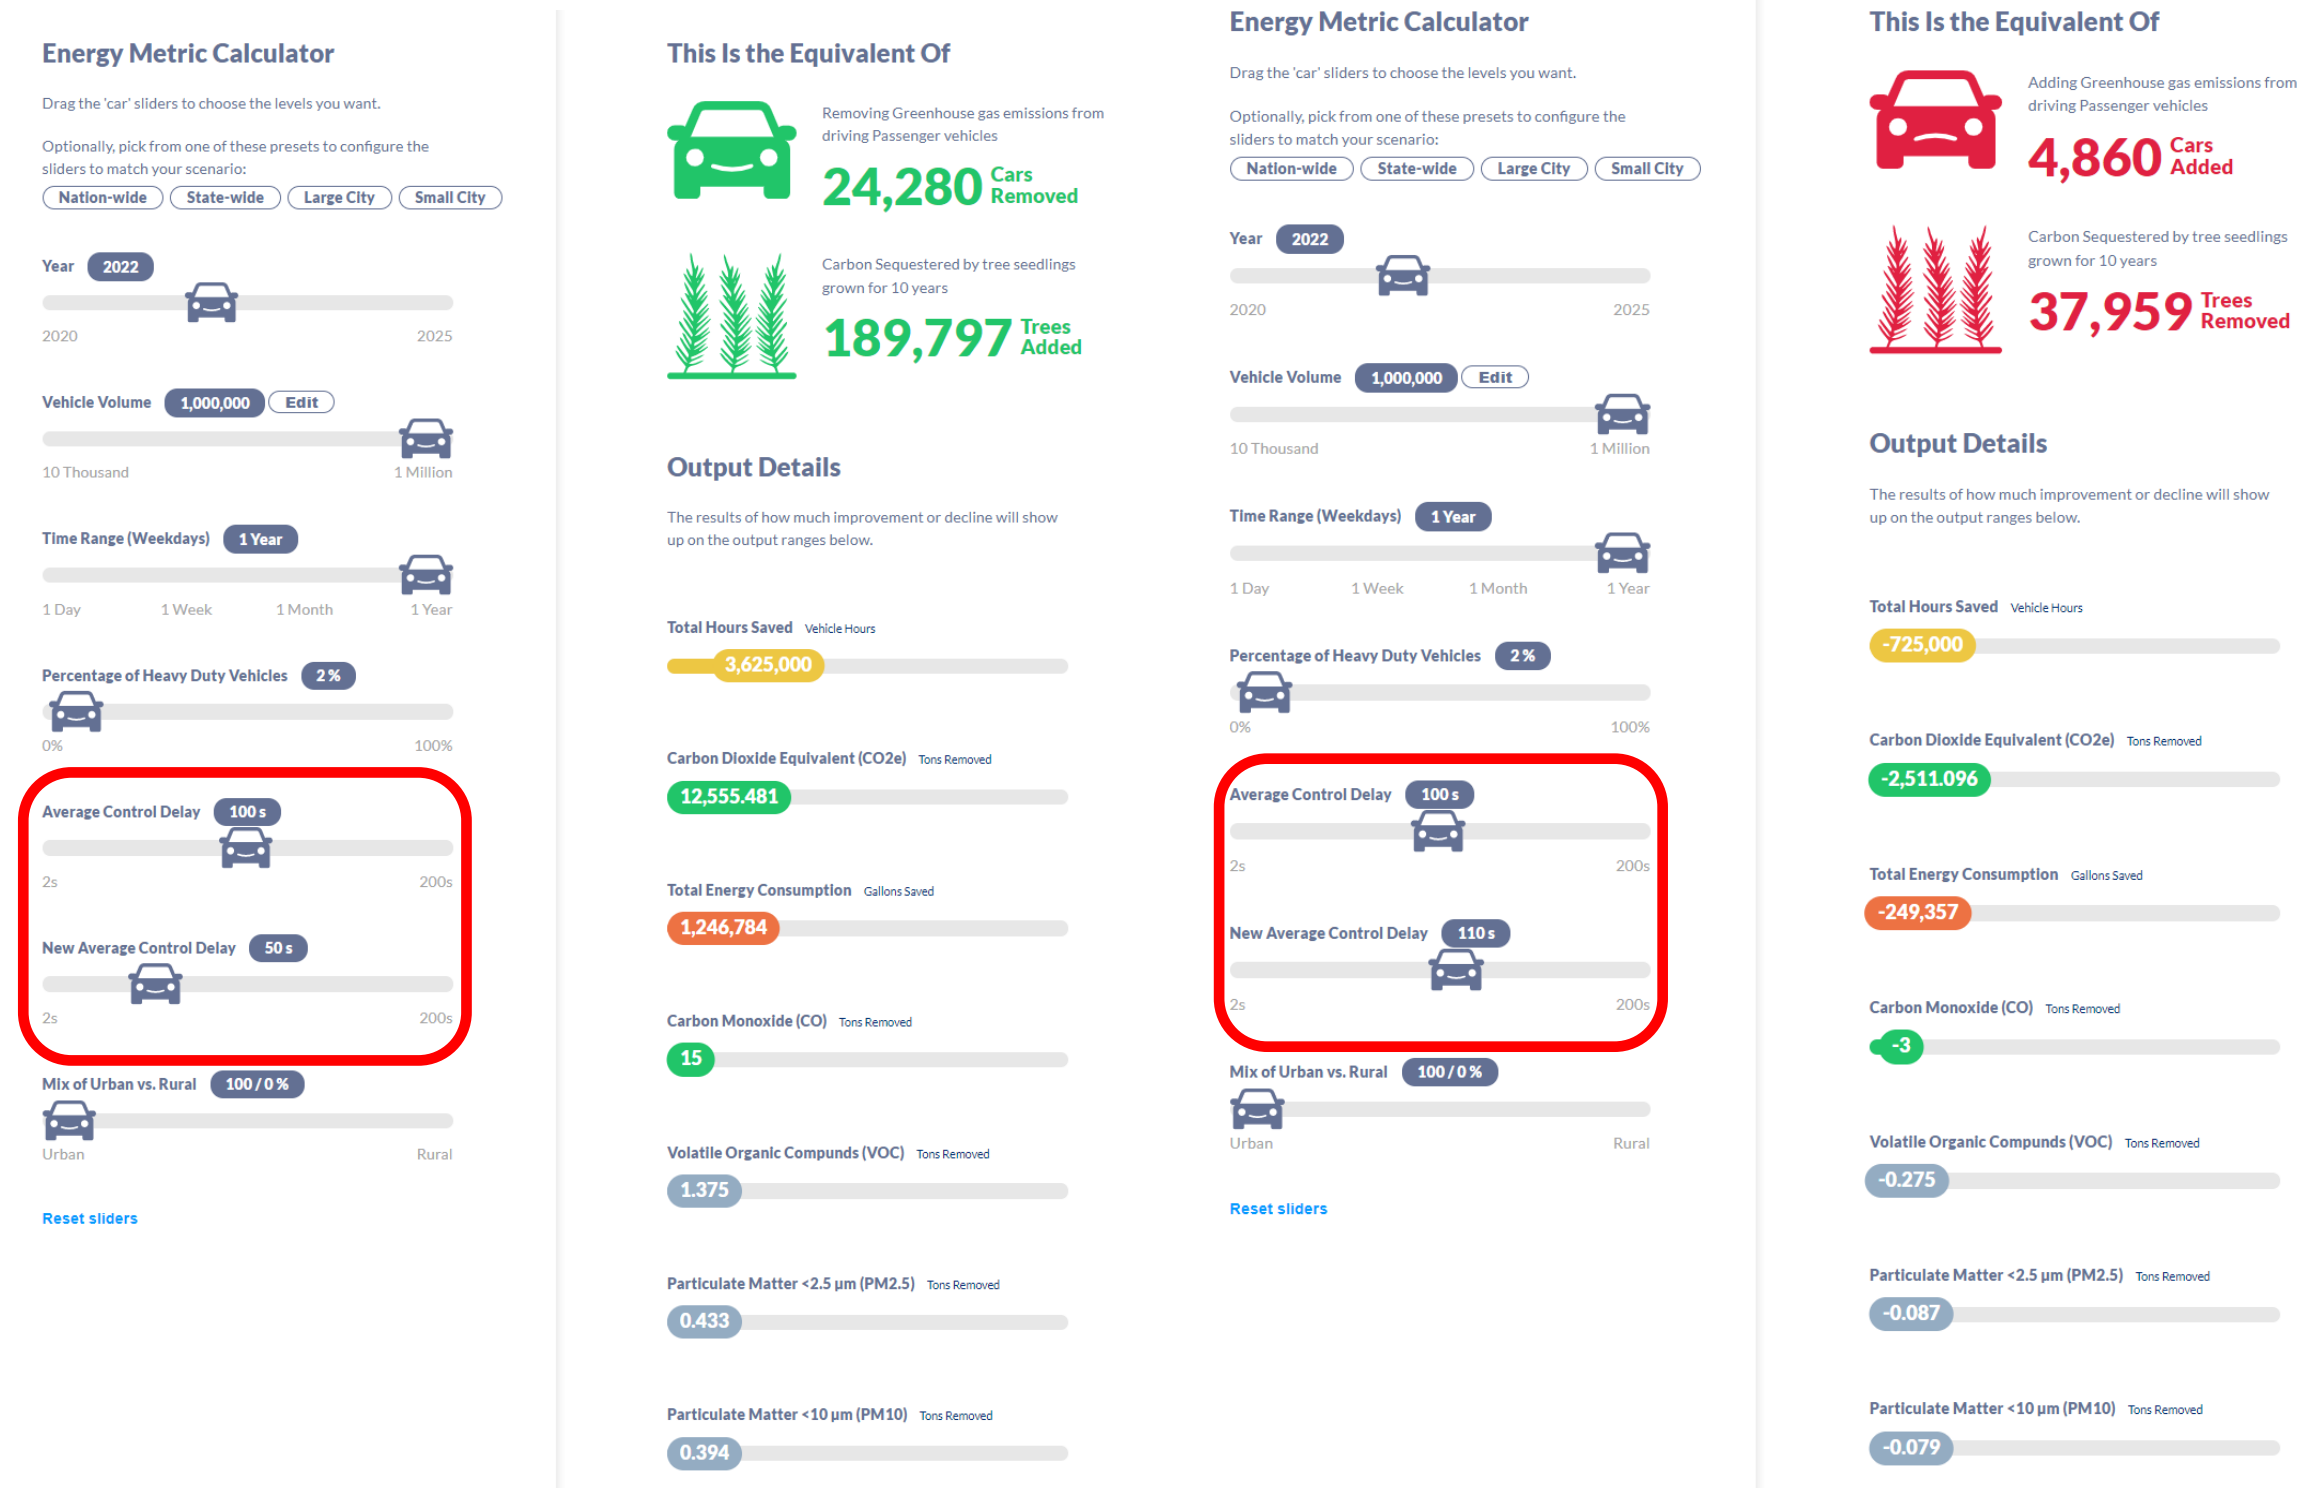 Energy Metric Calculator
Drag the 'car' sliders to choose the levels you want.
Optionally, pick from one of these presets to configure the
sliders to match your scenario:
Nation-wide State-wide Large City Small City
Year 2022
2020 2025
Vehicle Volume 1,000,000 Edit
10 Thousand 1 Million
Time Range (Weekdays) 1 Year
1 Day 1 Week 1 Month 1 Year
Percentage of Heavy Duty Vehicles 2 %
0% 100%
Average Control Delay 100 s
2s 200s
New Average Control Delay 50 s
2s 200s
Mix of Urban vs. Rural 100 / 0 %
Urban Rural
Reset sliders
This Is the Equivalent Of
Removing Greenhouse gas emissions from
driving Passenger vehicles
24,280 Cars
Removed
Carbon Sequestered by tree seedlings
grown for 10 years
189,797 Trees
Added
Output Details
The results of how much improvement or decline will show
up on the output ranges below.
Total Hours Saved Vehicle Hours
3,625,000
Carbon Dioxide Equivalent (CO2e) Tons Removed
12,555.481
Total Energy Consumption Gallons Saved
1,246,784
Carbon Monoxide (CO) Tons Removed
15
Volatile Organic Compunds (VOC) Tons Removed
1.375
Particulate Matter <2.5 µm (PM2.5) Tons Removed
0.433
Particulate Matter <10 µm (PM10) Tons Removed
0.394
Energy Metric Calculator
Drag the 'car' sliders to choose the levels you want.
Optionally, pick from one of these presets to configure the
sliders to match your scenario:
Nation-wide State-wide Large City Small City
Year 2022
2020 2025
Vehicle Volume 1,000,000 Edit
10 Thousand 1 Million
Time Range (Weekdays) 1 Year
1 Day 1 Week 1 Month 1 Year
Percentage of Heavy Duty Vehicles 2 %
0% 100%
Average Control Delay 100 s
2s 200s
New Average Control Delay 110 s
2s 200s
Mix of Urban vs. Rural 100 / 0 %
Urban Rural
Reset sliders
This Is the Equivalent Of
Adding Greenhouse gas emissions from
driving Passenger vehicles
4,860 Cars
Added
Carbon Sequestered by tree seedlings
grown for 10 years
37,959 Trees
Removed
Output Details
The results of how much improvement or decline will show
up on the output ranges below.
Total Hours Saved Vehicle Hours
-725,000
Carbon Dioxide Equivalent (CO2e) Tons Removed
-2,511.096
Total Energy Consumption Gallons Saved
-249,357
Carbon Monoxide (CO) Tons Removed
-3
Volatile Organic Compunds (VOC) Tons Removed
-0.275
Particulate Matter <2.5 µm (PM2.5) Tons Removed
-0.087
Particulate Matter <10 µm (PM10) Tons Removed
-0.079